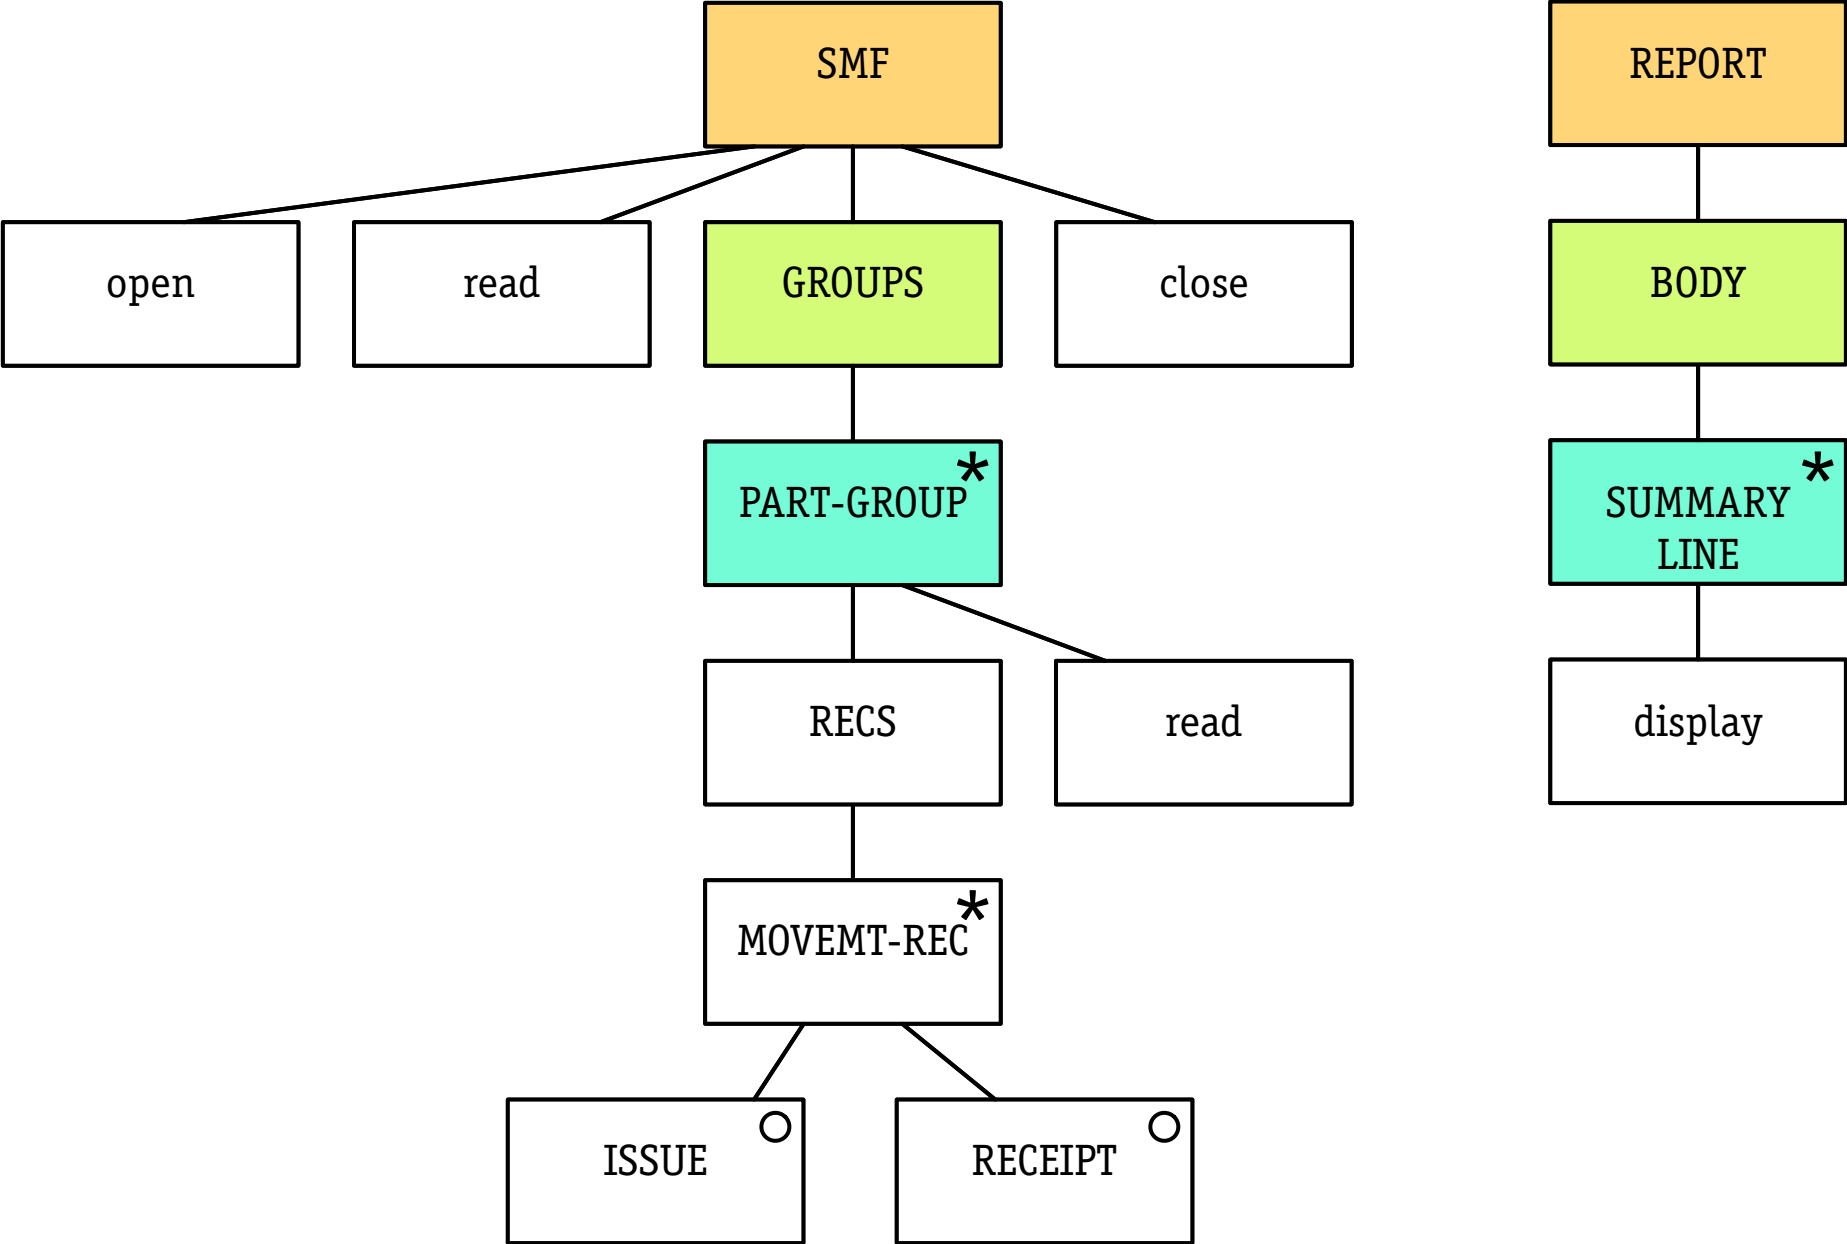 SMF
REPORT
open
read
GROUPS
close
BODY
PART-GROUP*
SUMMARY*
LINE
RECS
read
display
MOVEMT-REC*
ISSUE
RECEIPT